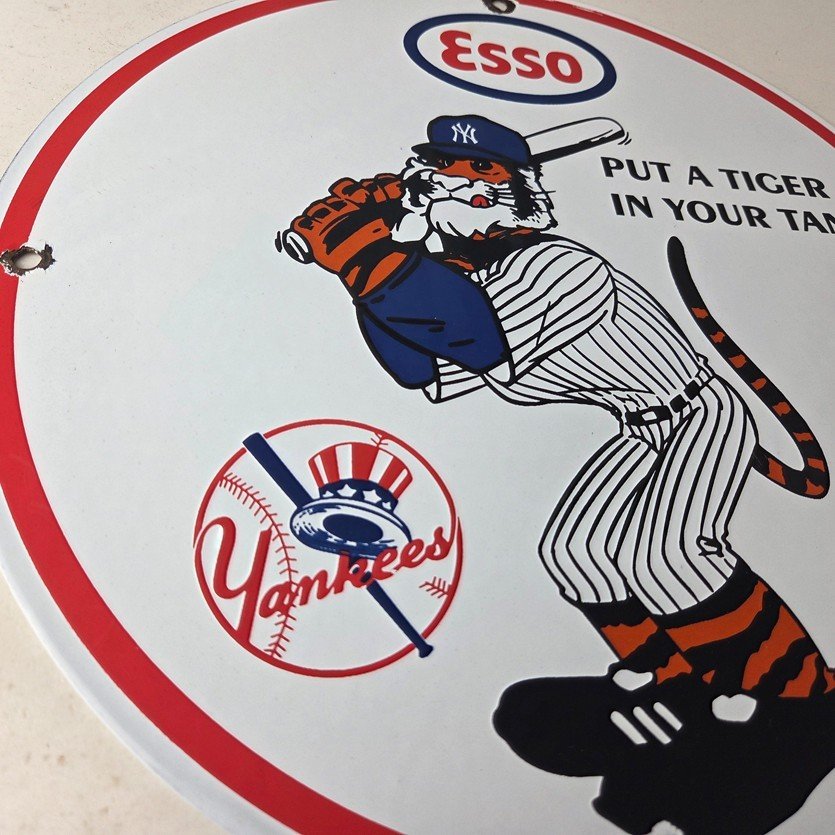 Esso
NY
PUT A TIGER
IN YOUR TAN
Yankees